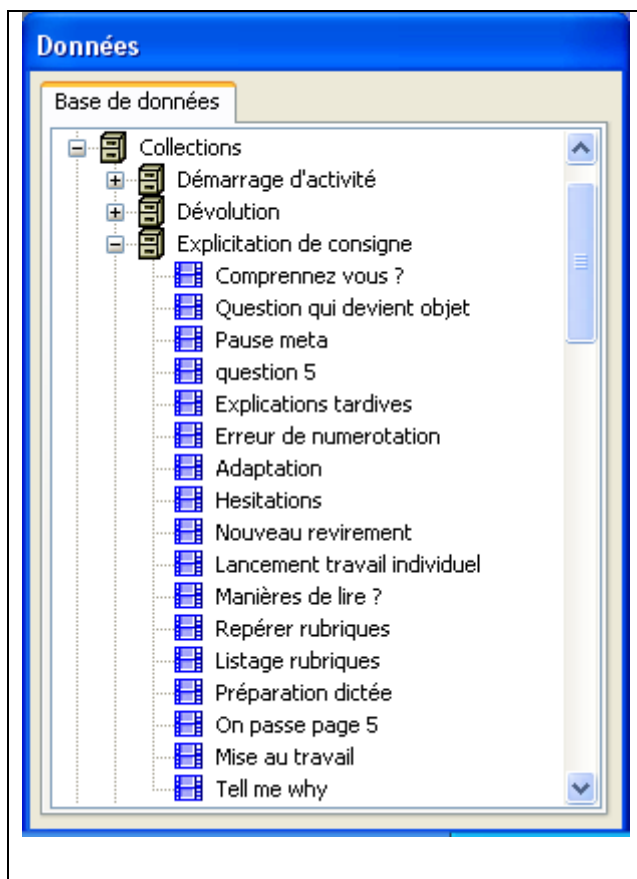 Données
Base de données
Collections
Démarrage d'activité
Dévolution
Explicitation de consigne
Comprennez vous ?
Question qui devient objet
Pause meta
question 5
Explications tardives
Erreur de numerotation
Adaptation
Hesitations
Nouveau revirement
Lancement travail individuel
Manières de lire ?
Repérer rubriques
Listage rubriques
Préparation dictée
On passe page 5
Mise au travail
Tell me why